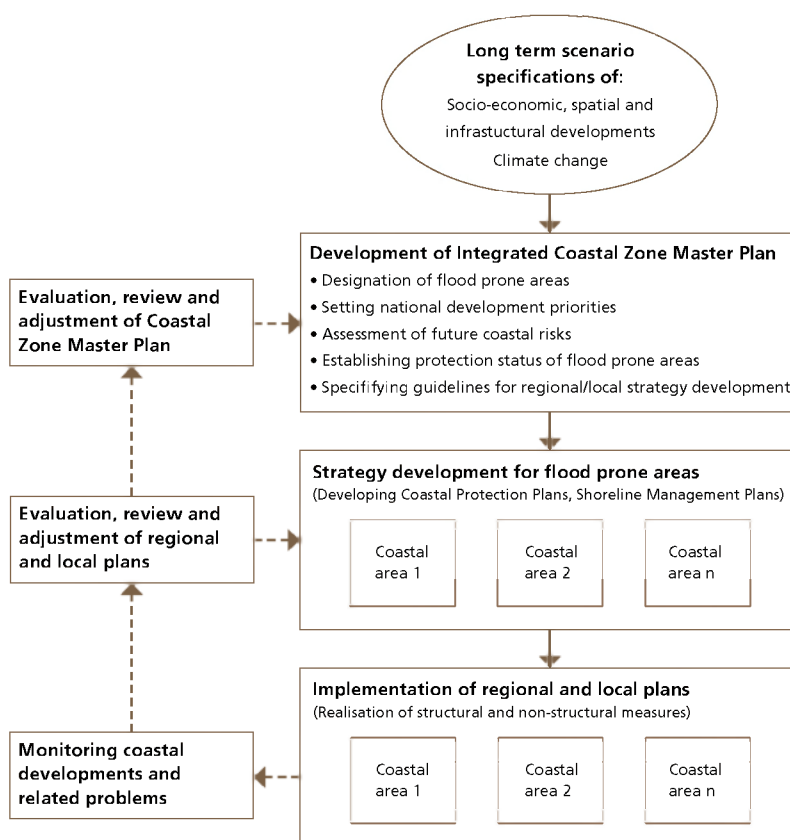 Long term scenario
specifications of:
Socio-economic, spatial and
infrastuctural developments
Climate change
Development of Integrated Coastal Zone Master Plan
• Designation of flood prone areas
• Setting national development priorities
• Assessment of future coastal risks
• Establishing protection status of flood prone areas
• Specififying guidelines for regional/local strategy development
Evaluation, review and
adjustment of Coastal
Zone Master Plan
Strategy development for flood prone areas
(Developing Coastal Protection Plans, Shoreline Management Plans)
Coastal
area 1
Coastal
area 2
Coastal
area n
Evaluation, review and
adjustment of regional
and local plans
Implementation of regional and local plans
(Realisation of structural and non-structural measures)
Coastal
area 1
Coastal
area 2
Coastal
area n
Monitoring coastal
developments and
related problems